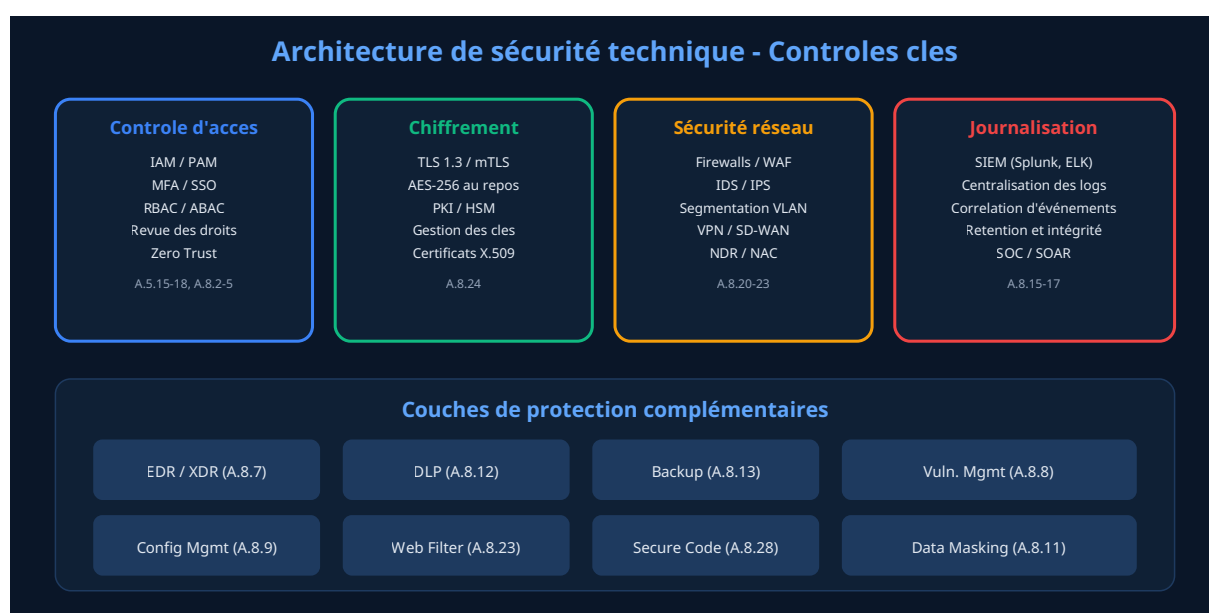 Architecture de sécurité technique - Controles cles
Controle d'acces
IAM / PAM
MFA / SSO
RBAC / ABAC
Revue des droits
Zero Trust
A.5.15-18, A.8.2-5
Chiffrement
TLS 1.3 / mTLS
AES-256 au repos
PKI / HSM
Gestion des cles
Certificats X.509
A.8.24
Sécurité réseau
Firewalls / WAF
IDS / IPS
Segmentation VLAN
VPN / SD-WAN
NDR / NAC
A.8.20-23
Journalisation
SIEM (Splunk, ELK)
Centralisation des logs
Correlation d'événements
Retention et intégrité
SOC / SOAR
A.8.15-17
Couches de protection complémentaires
EDR / XDR (A.8.7)
DLP (A.8.12)
Backup (A.8.13)
Vuln. Mgmt (A.8.8)
Config Mgmt (A.8.9)
Web Filter (A.8.23)
Secure Code (A.8.28)
Data Masking (A.8.11)